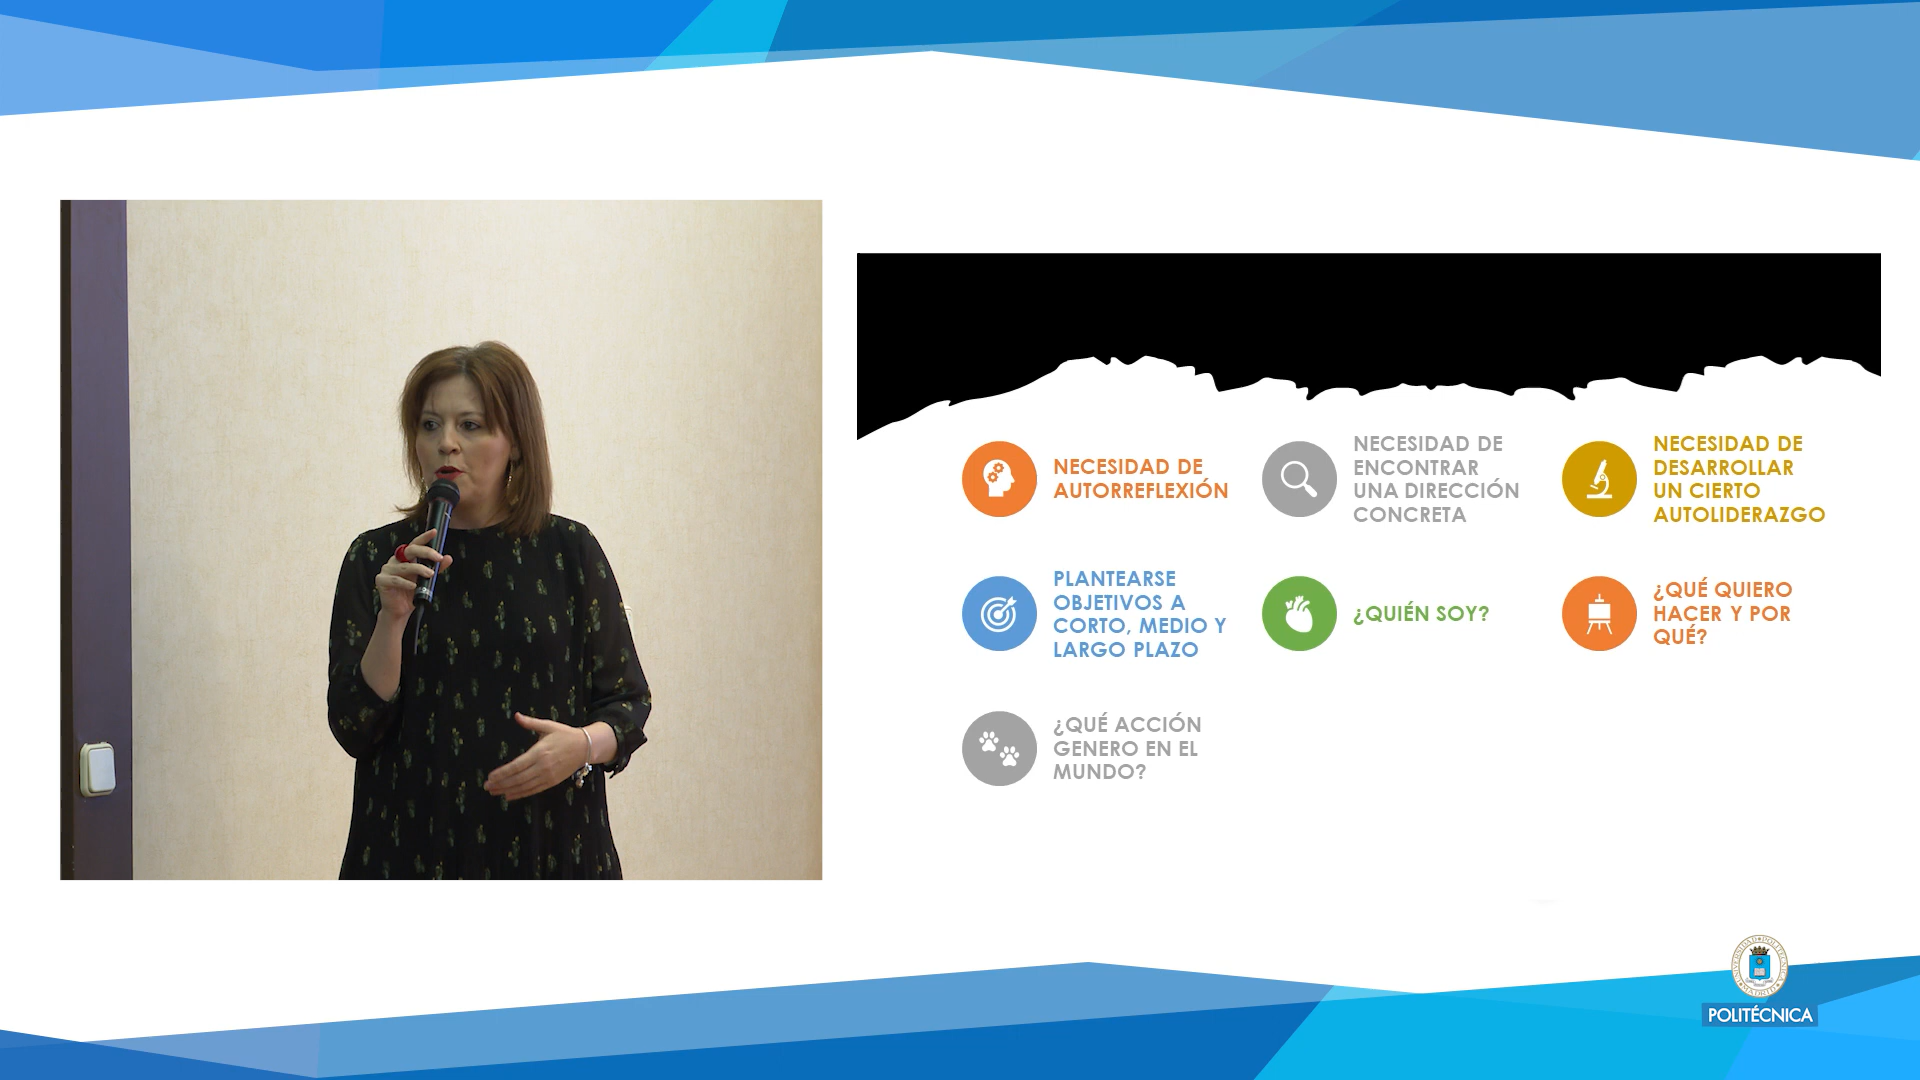 NECESIDAD DE
AUTORREFLEXIÓN
NECESIDAD DE
ENCONTRAR
UNA DIRECCIÓN
CONCRETA
NECESIDAD DE
DESARROLLAR
UN CIERTO
AUTOLIDERAZGO
PLANTEARSE
OBJETIVOS A
CORTO, MEDIO Y
LARGO PLAZO
¿QUIÉN SOY?
¿QUÉ QUIERO
HACER Y POR
QUÉ?
¿QUÉ ACCIÓN
GENERO EN EL
MUNDO?
POLITÉCNICA